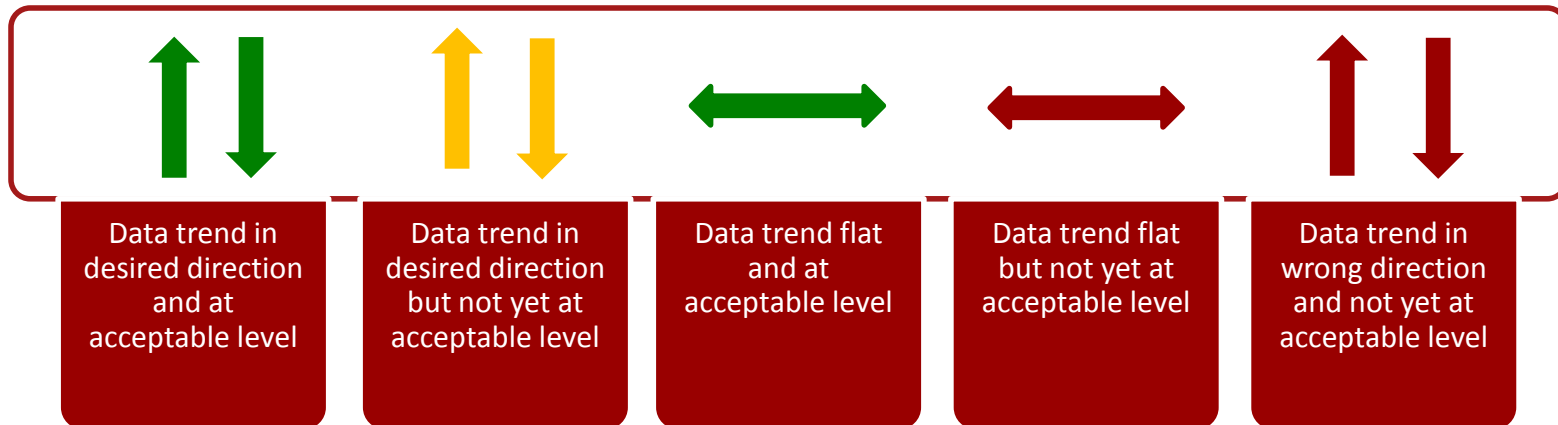 Data trend in
desired direction
and at
acceptable level
Data trend in
desired direction
but not yet at
acceptable level
Data trend flat
and at
acceptable level
Data trend flat
but not yet at
acceptable level
Data trend in
wrong direction
and not yet at
acceptable level